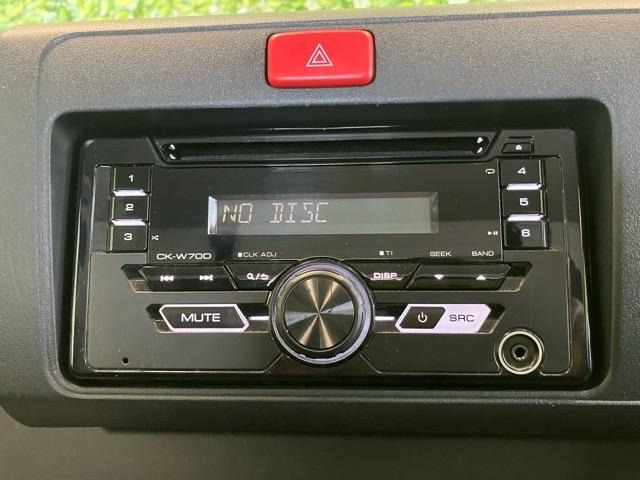 1
4
2
NO DISC
5
3
6
CK-W70D
CLK ADJ
TI
SEEK
BAND
DISP
MUTE
SRC